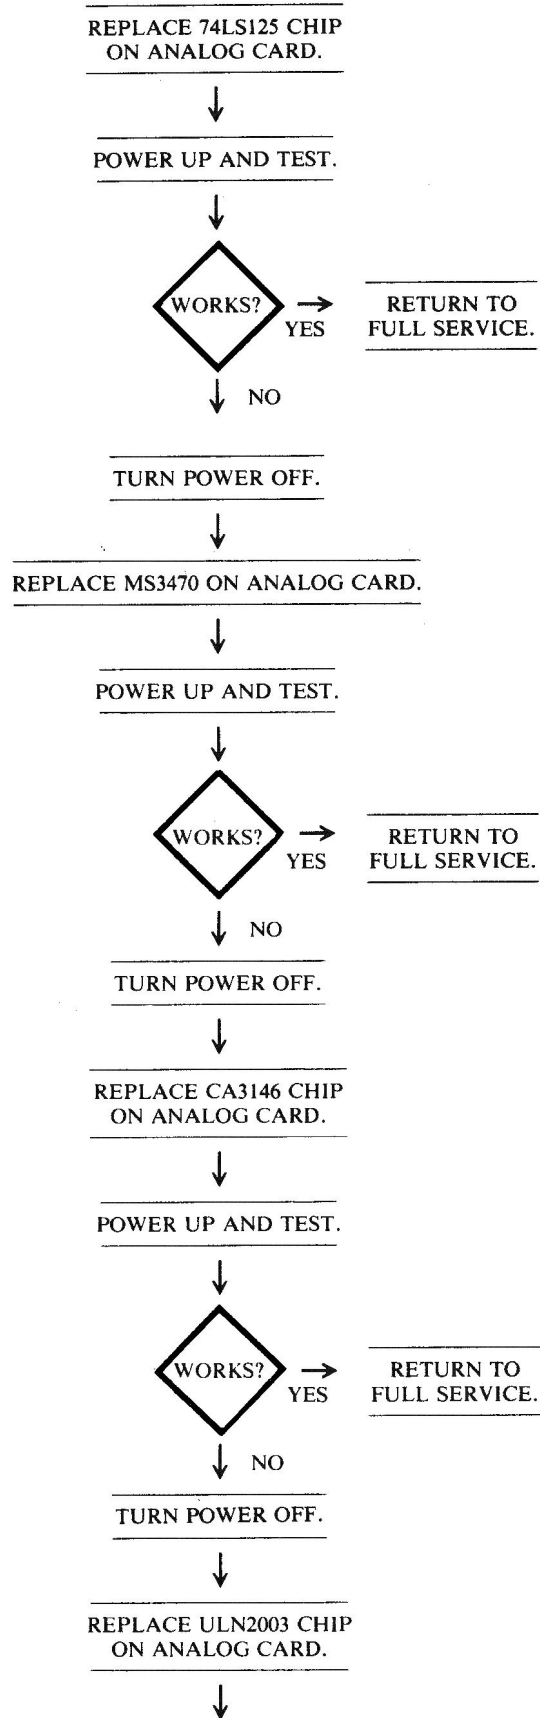 REPLACE 74LS125 CHIP
ON ANALOG CARD.
POWER UP AND TEST.
WORKS?
YES
RETURN TO
FULL SERVICE.
NO
TURN POWER OFF.
REPLACE MS3470 ON ANALOG CARD.
POWER UP AND TEST.
WORKS?
YES
RETURN TO
FULL SERVICE.
NO
TURN POWER OFF.
REPLACE CA3146 CHIP
ON ANALOG CARD.
POWER UP AND TEST.
WORKS?
YES
RETURN TO
FULL SERVICE.
NO
TURN POWER OFF.
REPLACE ULN2003 CHIP
ON ANALOG CARD.